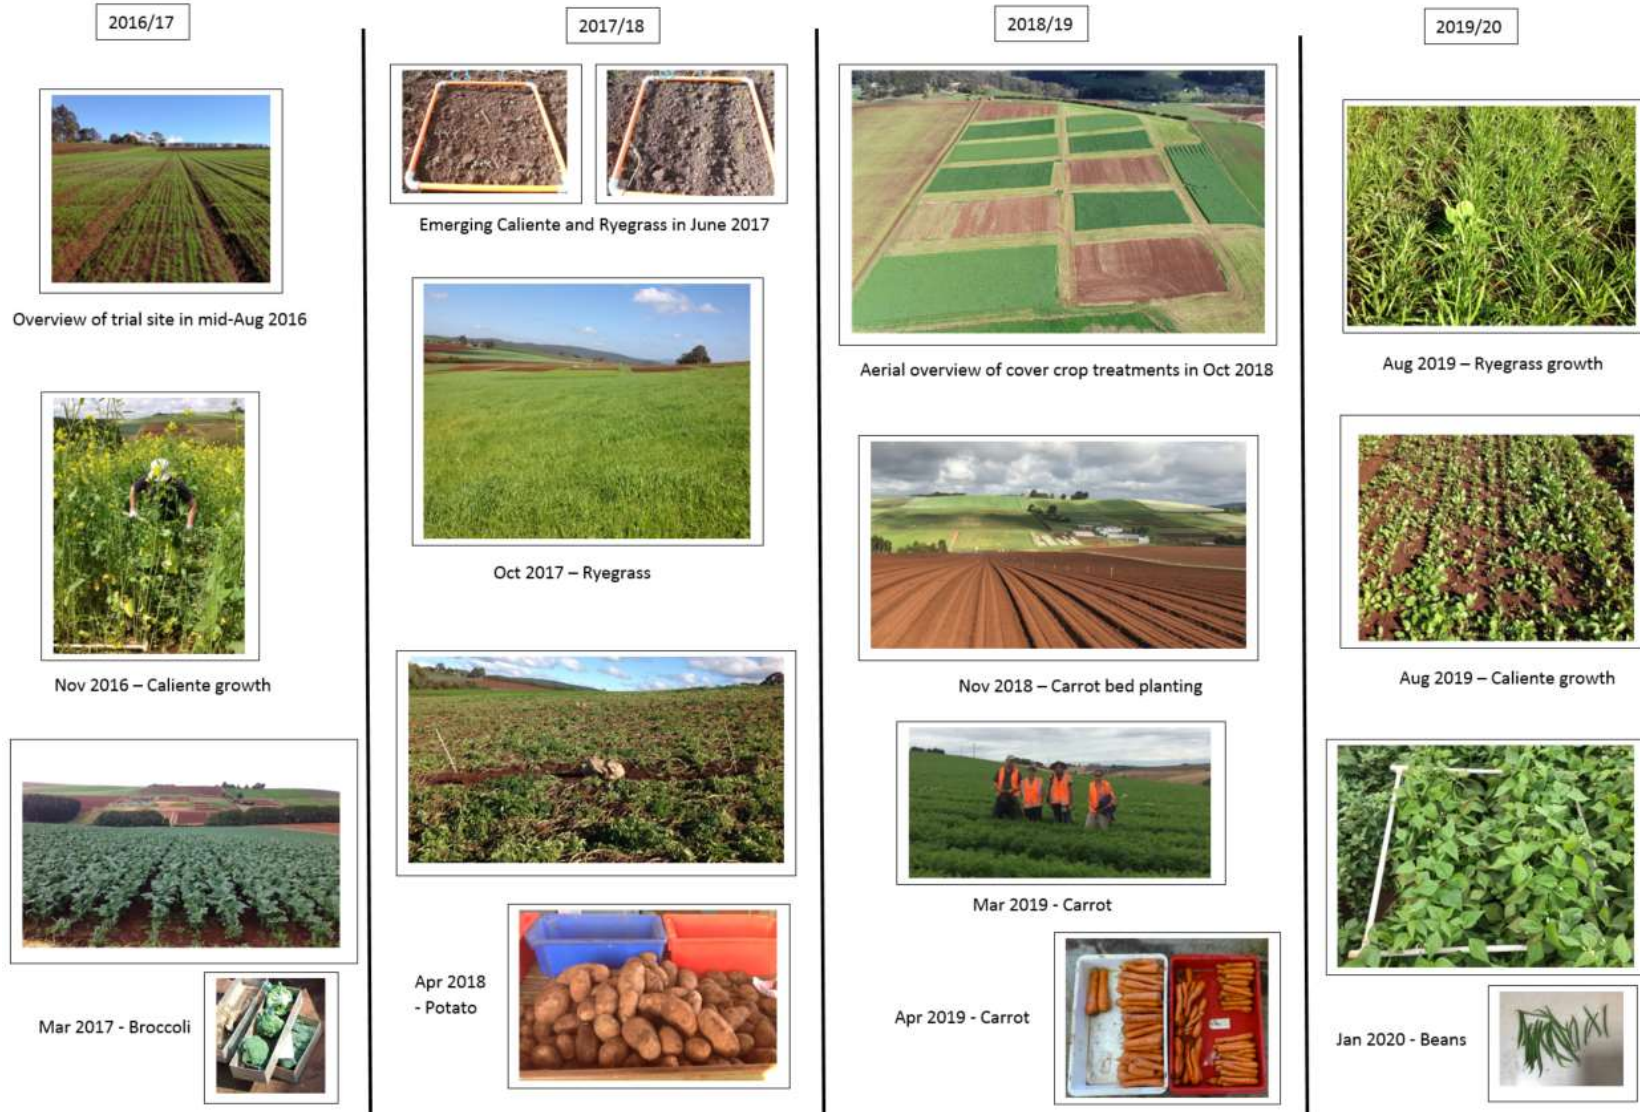 2016/17
Overview of trial site in mid-Aug 2016
Nov 2016 – Caliente growth
Mar 2017 - Broccoli
2017/18
Emerging Caliente and Ryegrass in June 2017
Oct 2017 – Ryegrass
Apr 2018
- Potato
2018/19
Aerial overview of cover crop treatments in Oct 2018
Nov 2018 – Carrot bed planting
Mar 2019 - Carrot
Apr 2019 - Carrot
2019/20
Aug 2019 – Ryegrass growth
Aug 2019 – Caliente growth
Jan 2020 - Beans